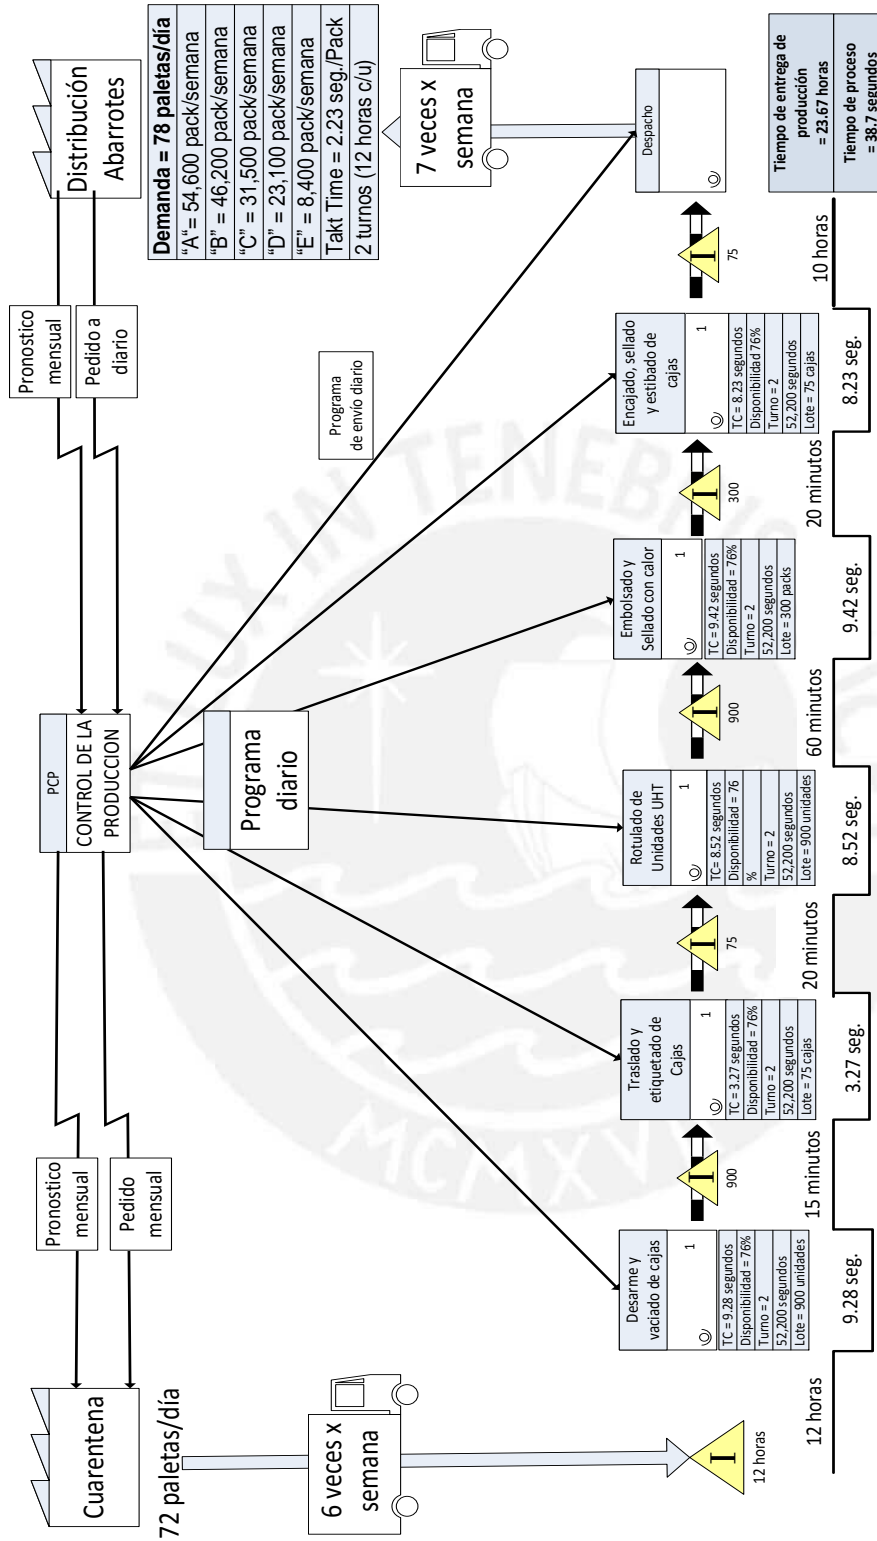 Cuarentena
72 paletas/día
6 veces x
semana
I
12 horas
Pronostico
mensual
Pedido
mensual
PCP
CONTROL DE LA
PRODUCCION
Pronostico
mensual
Pedido a
diario
Distribución
Abarrotes
Demanda = 78 paletas/día
“A”= 54,600 pack/semana
“B” = 46,200 pack/semana
“C” = 31,500 pack/semana
“D” = 23,100 pack/semana
“E” = 8,400 pack/semana
Takt Time = 2.23 seg./Pack
2 turnos (12 horas c/u)
7 veces x
semana
Programa
diario
Programa
de envío diario
Desarme y
vaciado de cajas
1
TC = 9.28 segundos
Disponibilidad = 76%
Turno = 2
52,200 segundos
Lote = 900 unidades
I
900
Traslado y
etiquetado de
Cajas
1
TC = 3.27 segundos
Disponibilidad = 76%
Turno = 2
52,200 segundos
Lote = 75 cajas
I
75
Rotulado de
Unidades UHT
1
TC= 8.52 segundos
Disponibilidad = 76
%
Turno = 2
52,200 segundos
Lote= 900 unidades
I
900
Embolsado y
Sellado con calor
1
TC = 9.42 segundos
Disponibilidad = 76%
Turno = 2
52,200 segundos
Lote = 300 packs
I
300
Encajado, sellado
y estibado de
cajas
1
TC = 8.23 segundos
Disponibilidad 76%
Turno = 2
52,200 segundos
Lote = 75 cajas
I
75
Despacho
12 horas
9.28 seg.
15 minutos
3.27 seg.
20 minutos
8.52 seg.
60 minutos
9.42 seg.
20 minutos
8.23 seg.
10 horas
Tiempo de entrega de
producción
= 23.67 horas
Tiempo de proceso
= 38.7 segundos
LUX IN TENEBRIS
MCMXVII